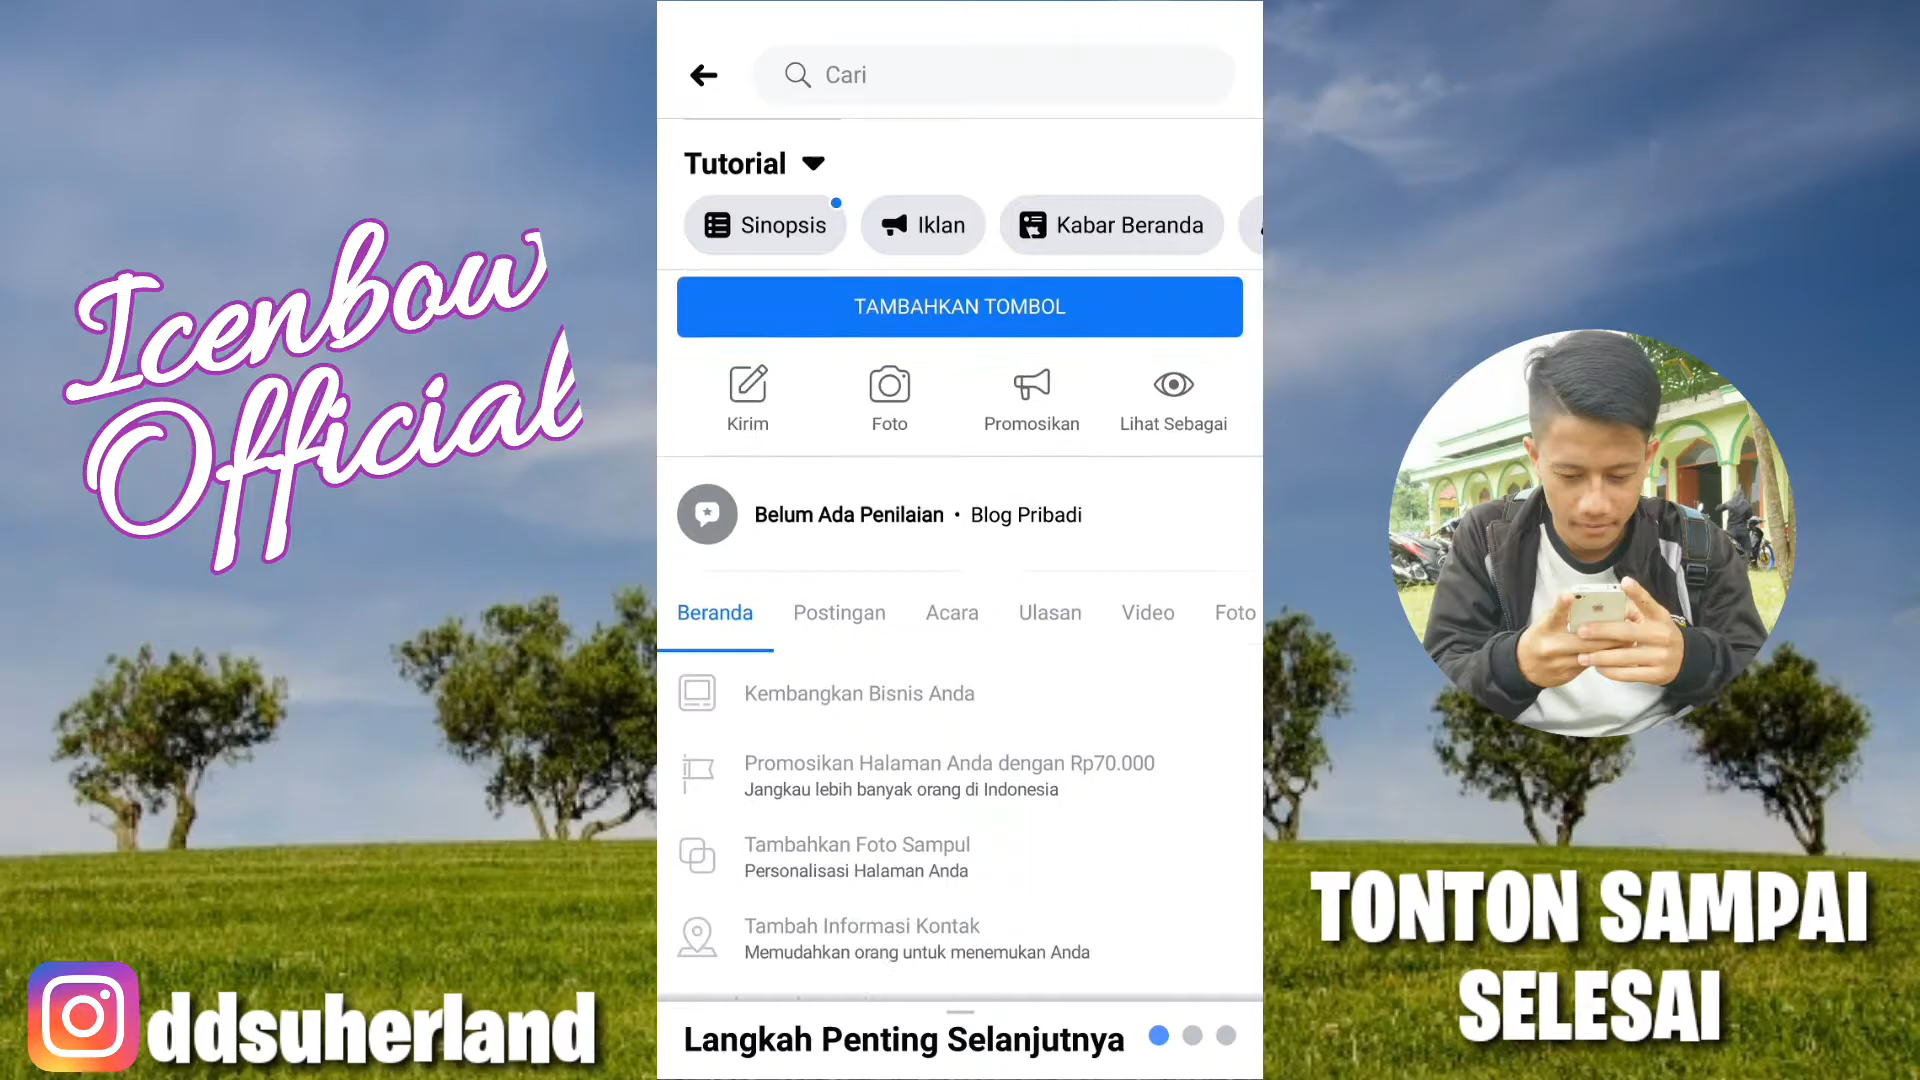 Icenbow
Official
ddsuherland
Cari
Tutorial
Sinopsis
Iklan
Kabar Beranda
TAMBAHKAN TOMBOL
Kirim
Foto
Promosikan
Lihat Sebagai
Belum Ada Penilaian · Blog Pribadi
Beranda
Postingan
Acara
Ulasan
Video
Foto
Kembangkan Bisnis Anda
Promosikan Halaman Anda dengan Rp70.000
Jangkau lebih banyak orang di Indonesia
Tambahkan Foto Sampul
Personalisasi Halaman Anda
Tambah Informasi Kontak
Memudahkan orang untuk menemukan Anda
Langkah Penting Selanjutnya
TONTON SAMPAI
SELESAI